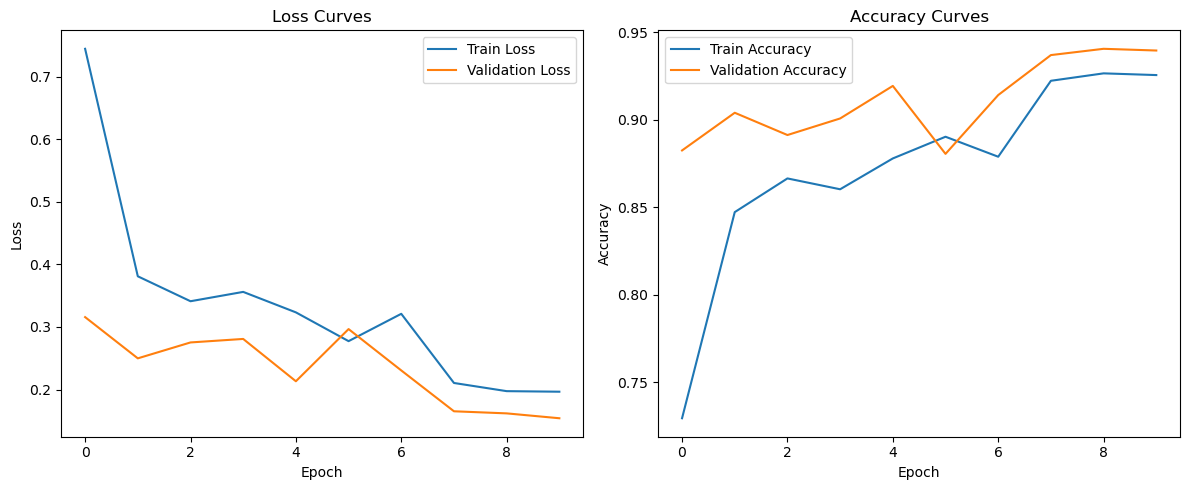 Loss Curves
Train Loss
Validation Loss
0.7
0.6
0.5
0.4
0.3
0.2
Loss
0
2
4
6
8
Epoch
Accuracy Curves
Train Accuracy
Validation Accuracy
0.95
0.90
0.85
0.80
0.75
Accuracy
0
2
4
6
8
Epoch